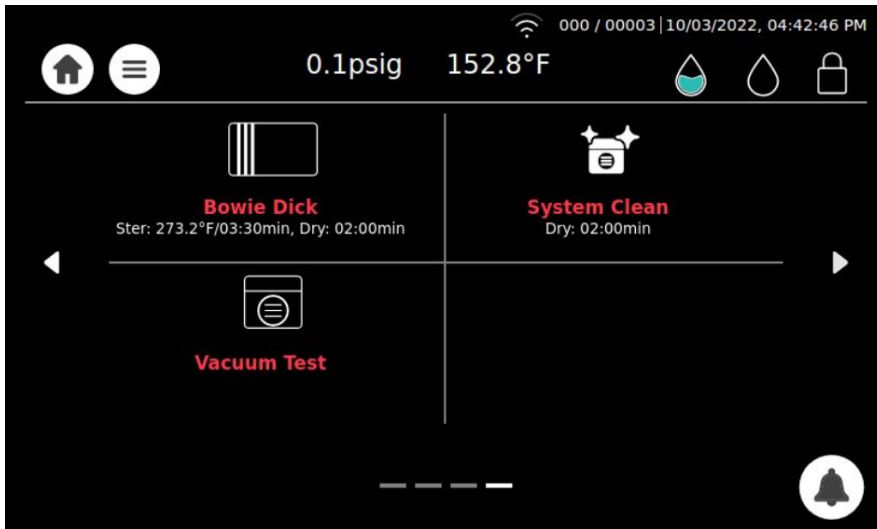 000 / 00003 | 10/03/2022, 04:42:46 PM
0.1psig 152.8°F
Bowie Dick
Ster: 273.2°F/03:30min, Dry: 02:00min
System Clean
Dry: 02:00min
Vacuum Test